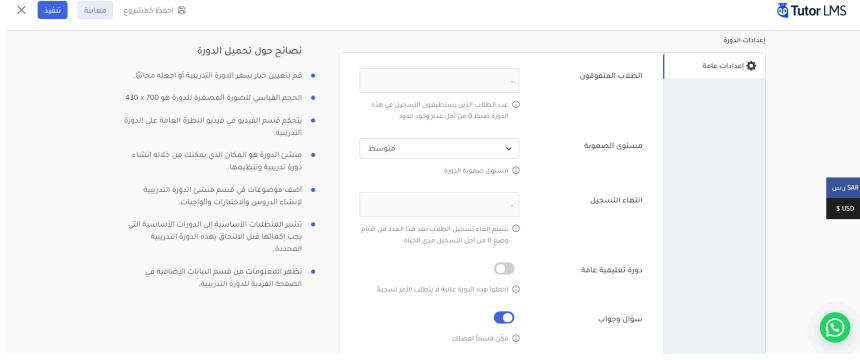 Tutor LMS
احفظ كمشروع
معاينة
تنفيذ
إعدادات الدورة
إعدادات عامة
الطلاب المتفوقون
٠
عدد الطلاب الذين يستطيعون التسجيل في هذه
الدورة ضبط 0 من أجل عدم وجود حدود
مستوى الصعوبة
متوسط
مستوى صعوبة الدورة
انتهاء التسجيل
٠
سيتم إلغاء تسجيل الطلاب بعد هذا العدد من الأيام
وضع 0 من أجل التسجيل مدى الحياة
دورة تعليمية عامة
اجعلوا هذه الدورة علنية لا يتطلب الأمر تسجيلاً
سؤال وجواب
مكّن قسماً لفصلك
نصائح حول تحميل الدورة
قم بتعيين خيار سعر الدورة التدريبية أو اجعله مجانيًا.
الحجم القياسي للصورة المصغرة للدورة هو 700 × 430.
يتحكم قسم الفيديو في فيديو النظرة العامة على الدورة
التدريبية.
منشئ الدورة هو المكان الذي يمكنك من خلاله إنشاء
دورة تدريبية وتنظيمها.
أضف موضوعات في قسم منشئ الدورة التدريبية
لإنشاء الدروس والاختبارات والواجبات.
تشير المتطلبات الأساسية إلى الدورات الأساسية التي
يجب إكمالها قبل الالتحاق بهذه الدورة التدريبية
المحددة.
تظهر المعلومات من قسم البيانات الإضافية في
الصفحة الفردية للدورة التدريبية.
SAR ر.س
USD $